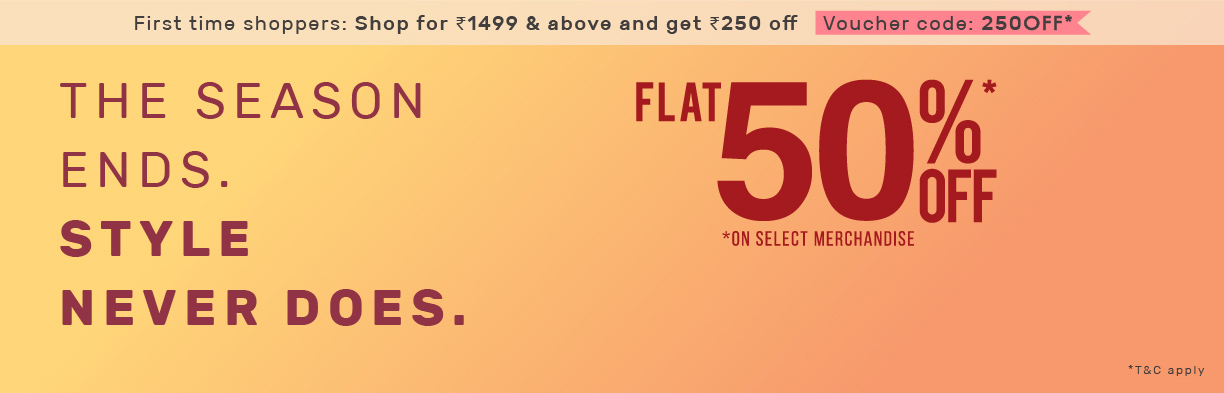 First time shoppers: Shop for ₹1499 & above and get ₹250 off Voucher code: 250OFF*
THE SEASON
ENDS.
STYLE
NEVER DOES.
FLAT 50%* OFF
*ON SELECT MERCHANDISE
*T&C apply